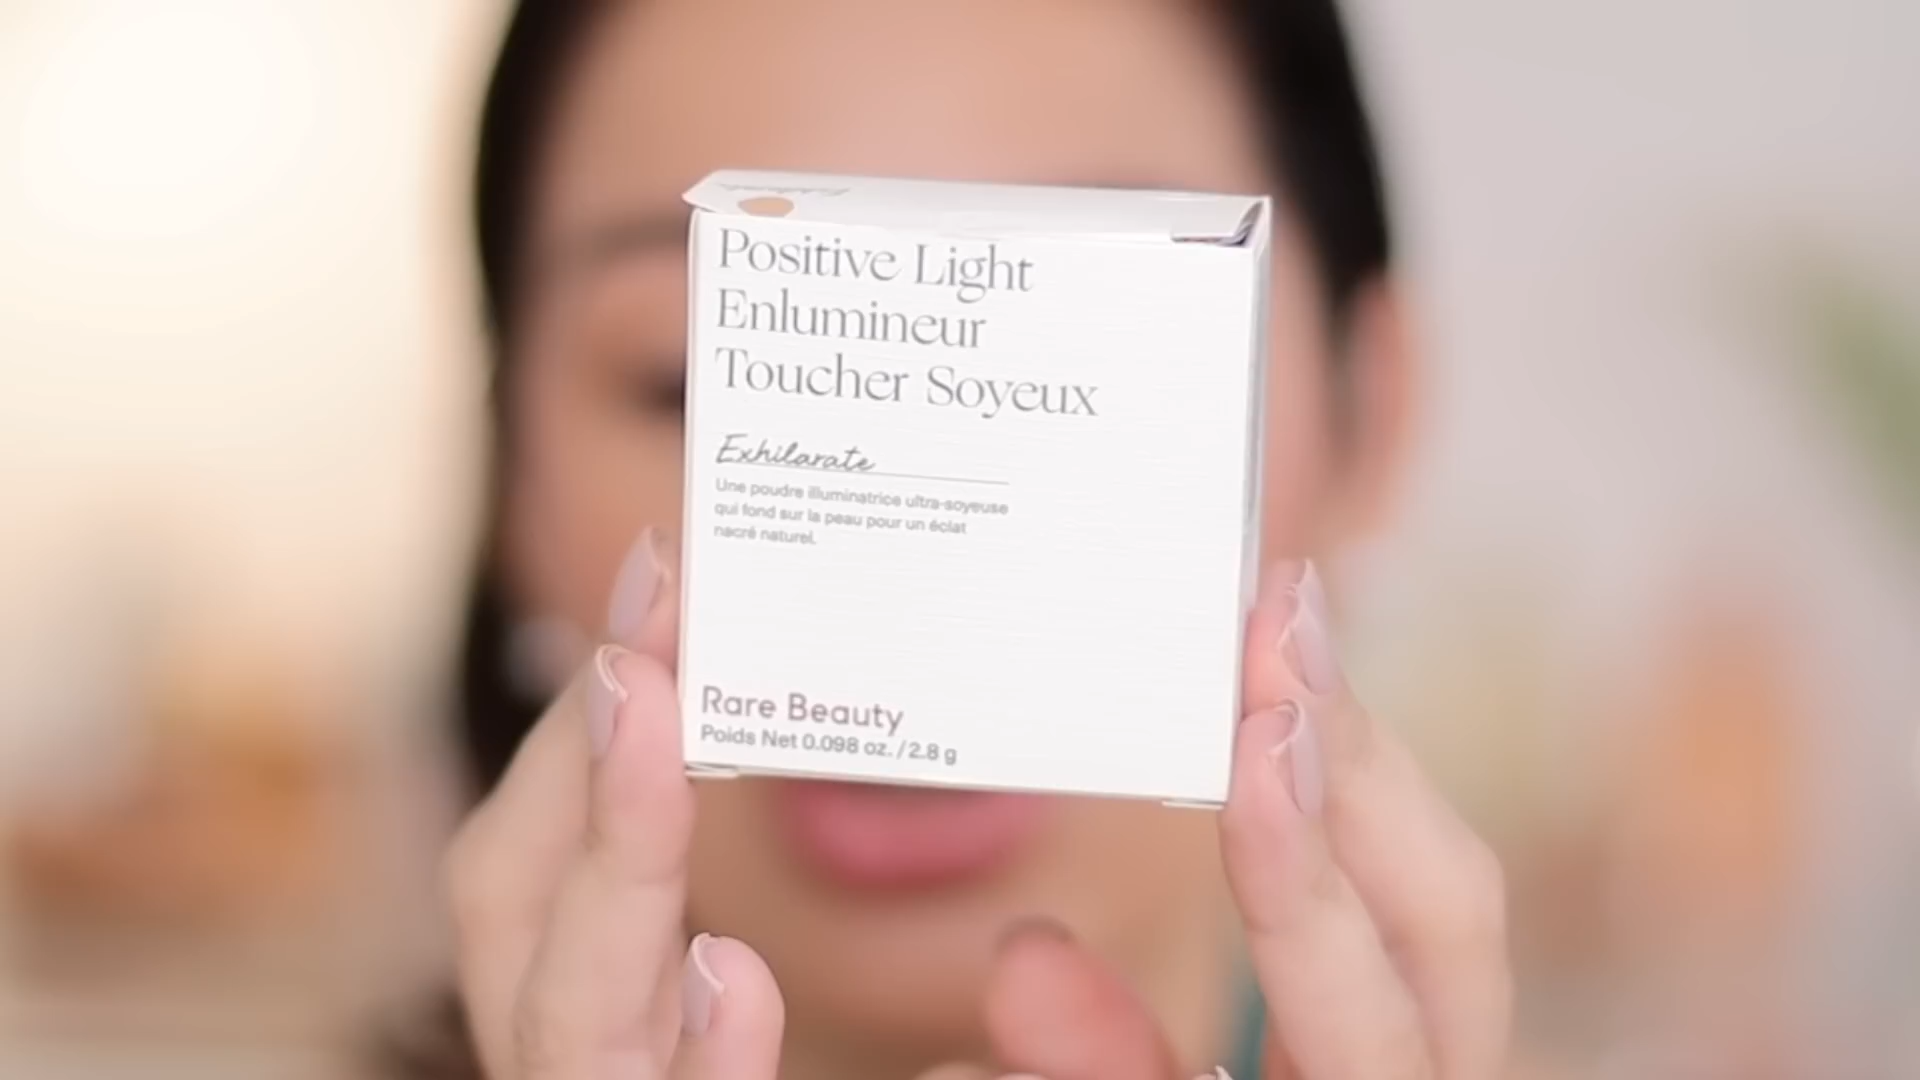 Positive Light
Enlumineur
Toucher Soyeux
Exhilarate
Une poudre illuminatrice ultra-soyeuse
qui fond sur la peau pour un éclat
nacré naturel.
Rare Beauty
Poids Net 0.098 oz. / 2.8 g